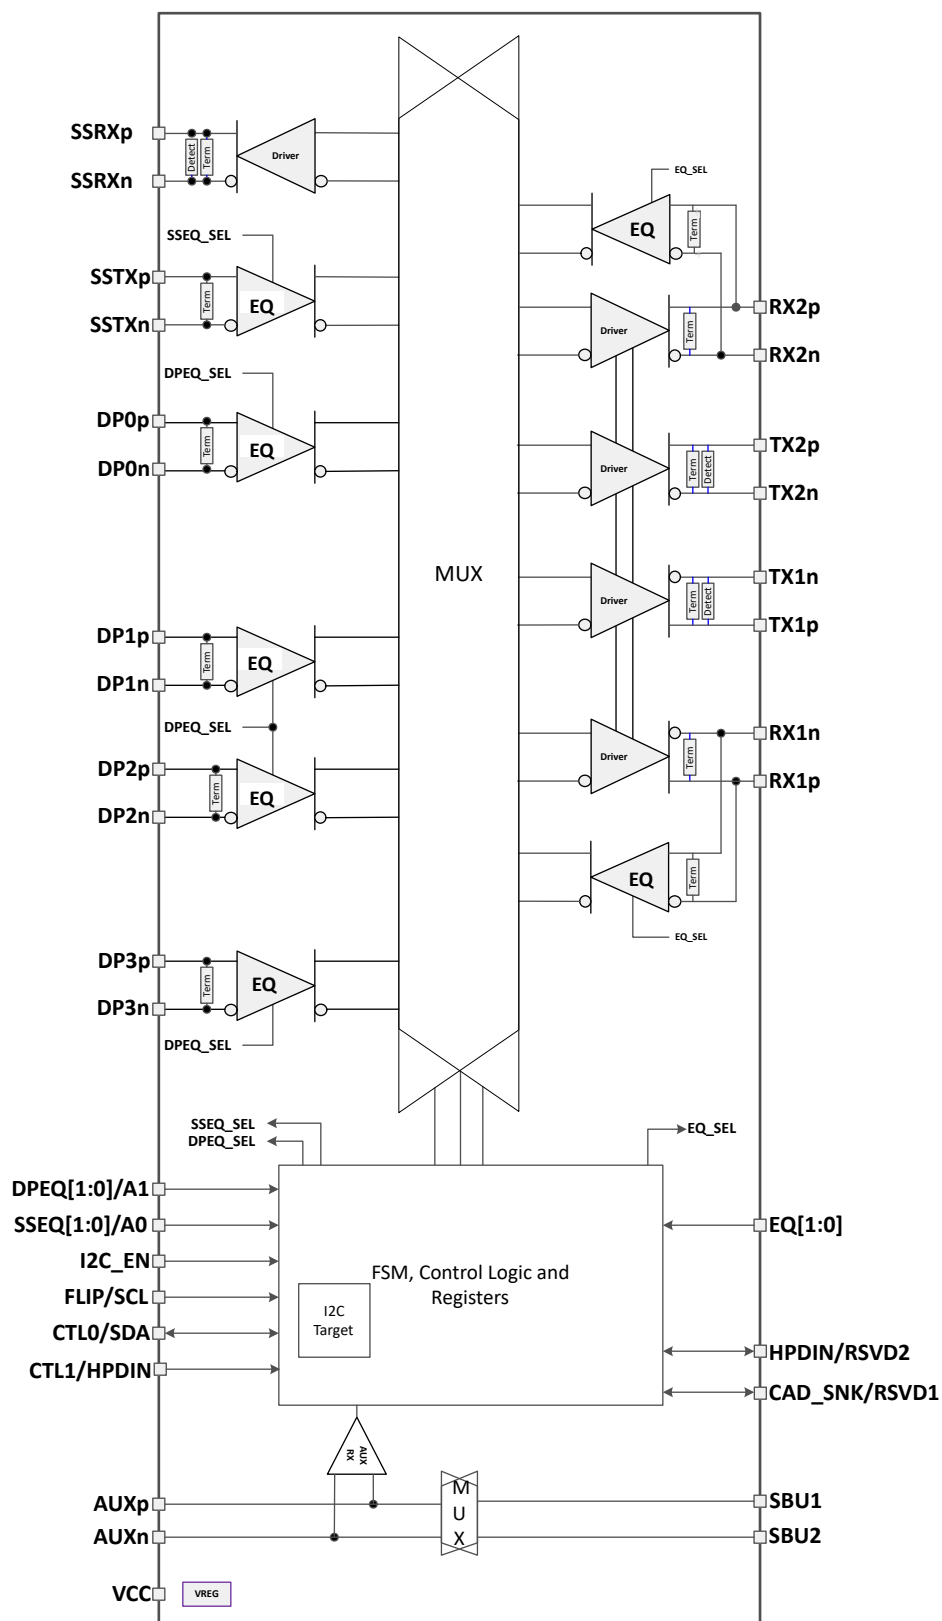 SSRXp
Detect
Term
Driver
SSRXn
EQ_SEL
EQ
Term
SSEQ_SEL
SSTXp
Term
EQ
SSTXn
RX2p
Driver
Term
RX2n
DPEQ_SEL
DP0p
Term
EQ
DP0n
TX2p
Driver
Term
Detect
TX2n
MUX
TX1n
Driver
Term
Detect
TX1p
DP1p
Term
EQ
DP1n
DPEQ_SEL
RX1n
Driver
Term
RX1p
DP2p
Term
EQ
DP2n
EQ
Term
EQ_SEL
DP3p
Term
EQ
DP3n
DPEQ_SEL
SSEQ_SEL
DPEQ_SEL
EQ_SEL
DPEQ[1:0]/A1
SSEQ[1:0]/A0
EQ[1:0]
I2C_EN
FLIP/SCL
CTL0/SDA
CTL1/HPDIN
FSM, Control Logic and
Registers
I2C
Target
HPDIN/RSVD2
CAD_SNK/RSVD1
AUX
RX
AUXp
AUXn
M
U
X
SBU1
SBU2
VCC
VREG